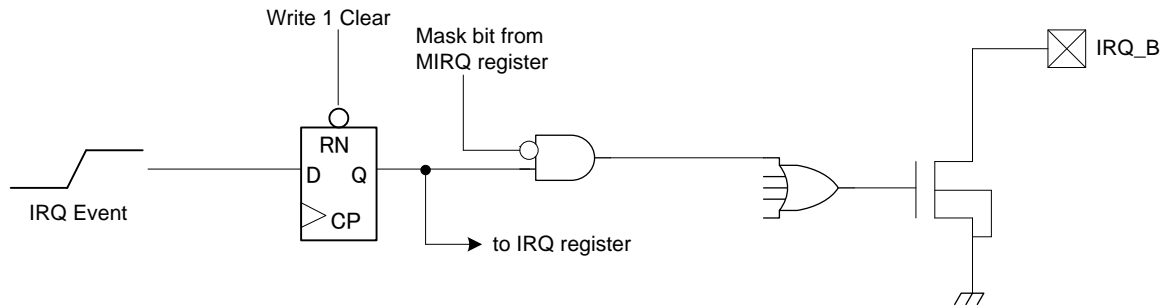 Write 1 Clear
Mask bit from
MIRQ register
IRQ_B
RN
D Q
CP
IRQ Event
to IRQ register